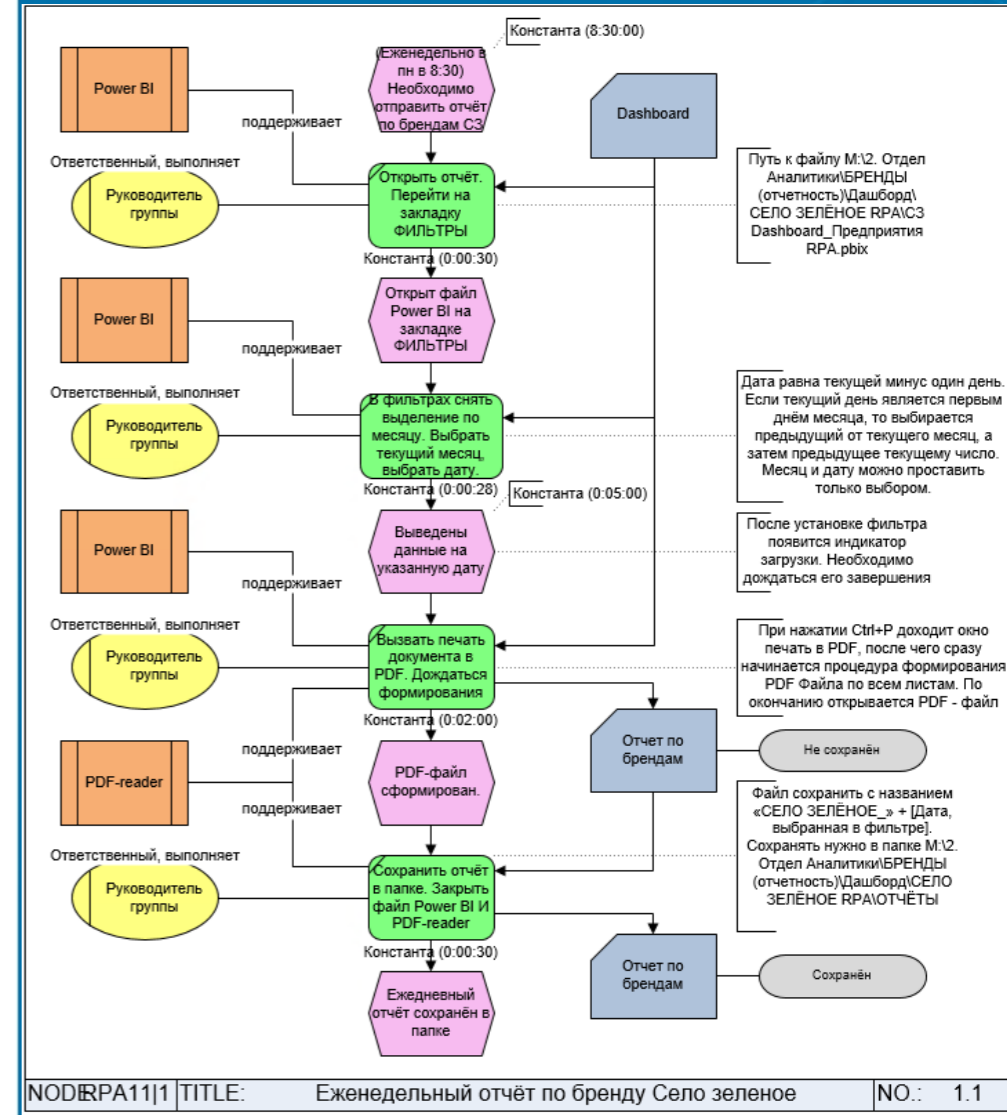 Константа (8:30:00)
(Еженедельно в
пн в 8:30)
Необходимо
отправить отчёт
по брендам СЗ
Power BI
Dashboard
поддерживает
Ответственный, выполняет
Руководитель
группы
Открыть отчёт.
Перейти на
закладку
ФИЛЬТРЫ
Путь к файлу M:\2. Отдел
Аналитики\БРЕНДЫ
(отчетность)\Дашборд\
СЕЛО ЗЕЛЁНОЕ RPA\СЗ
Dashboard_Предприятия
RPA.pbix
Константа (0:00:30)
Открыт файл
Power BI на
закладке
ФИЛЬТРЫ
Power BI
поддерживает
Ответственный, выполняет
Руководитель
группы
В фильтрах снять
выделение по
месяцу. Выбрать
текущий месяц,
выбрать дату.
Дата равна текущей минус один день.
Если текущий день является первым
днём месяца, то выбирается
предыдущий от текущего месяц, а
затем предыдущее текущему число.
Месяц и дату можно проставить
только выбором.
Константа (0:00:28)
Константа (0:05:00)
Выведены
данные на
указанную дату
После установке фильтра
появится индикатор
загрузки. Необходимо
дождаться его завершения
Power BI
поддерживает
Ответственный, выполняет
Руководитель
группы
Вызвать печать
документа в
PDF. Дождаться
формирования
При нажатии Ctrl+P доходит окно
печать в PDF, после чего сразу
начинается процедура формирования
PDF Файла по всем листам. По
окончанию открывается PDF - файл
Константа (0:02:00)
Отчет по
брендам
Не сохранён
поддерживает
PDF-reader
PDF-файл
сформирован.
поддерживает
Файл сохранить с названием
«СЕЛО ЗЕЛЁНОЕ_» + [Дата,
выбранная в фильтре].
Сохранять нужно в папке M:\2.
Отдел Аналитики\БРЕНДЫ
(отчетность)\Дашборд\СЕЛО
ЗЕЛЁНОЕ RPA\ОТЧЁТЫ
Ответственный, выполняет
Руководитель
группы
Сохранить отчёт
в папке. Закрыть
файл Power BI И
PDF-reader
Константа (0:00:30)
Отчет по
брендам
Сохранён
Ежедневный
отчёт сохранён в
папке
NODE: RPA11|1 TITLE: Еженедельный отчёт по бренду Село зеленое NO.: 1.1